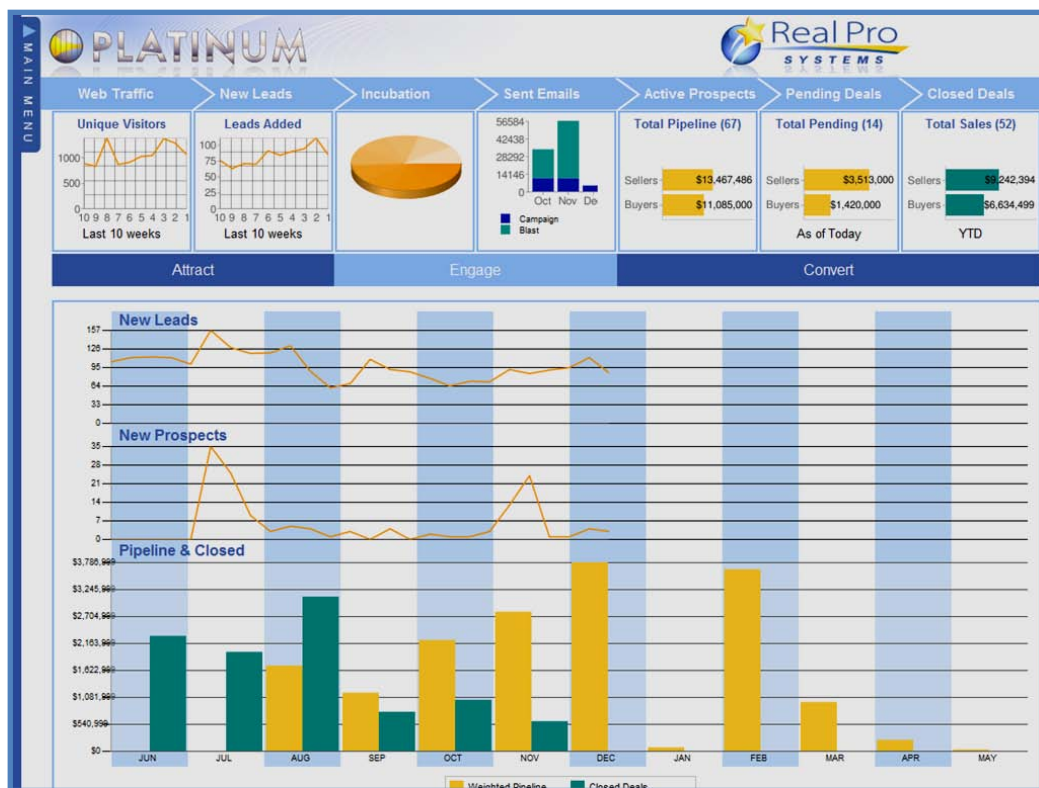 MAIN MENU
PLATINUM
Real Pro
SYSTEMS
Web Traffic New Leads Incubation Sent Emails Active Prospects Pending Deals Closed Deals
Unique Visitors
1000
500
0
10 9 8 7 6 5 4 3 2 1
Last 10 weeks
Leads Added
100
75
50
25
0
10 9 8 7 6 5 4 3 2 1
Last 10 weeks
56584
42438
28292
14146
0
Oct Nov De
Campaign
Blast
Total Pipeline (67)
Sellers $13,467,486
Buyers $11,085,000
Total Pending (14)
Sellers $3,513,000
Buyers $1,420,000
As of Today
Total Sales (52)
Sellers $9,242,394
Buyers $6,634,499
YTD
Attract Engage Convert
New Leads
157
126
95
64
33
0
New Prospects
35
28
21
14
7
0
Pipeline & Closed
$3,786,999
$3,245,999
$2,704,999
$2,163,999
$1,622,999
$1,081,999
$540,999
$0
JUN JUL AUG SEP OCT NOV DEC JAN FEB MAR APR MAY
Weighted Pipeline Closed Deals